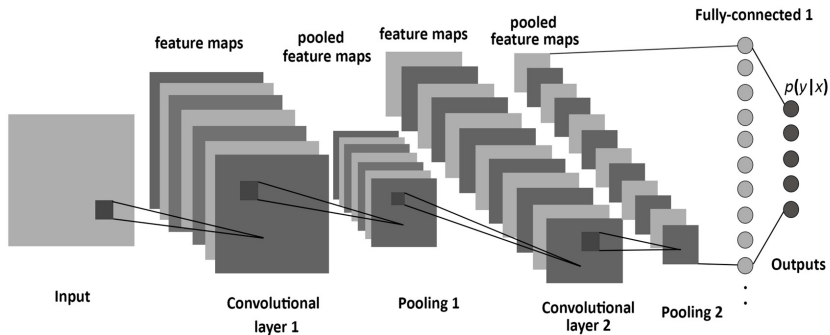 Fully-connected 1
feature maps
pooled
feature maps
feature maps
pooled
feature maps
p(y|x)
Input
Convolutional
layer 1
Pooling 1
Convolutional
layer 2
Pooling 2
Outputs